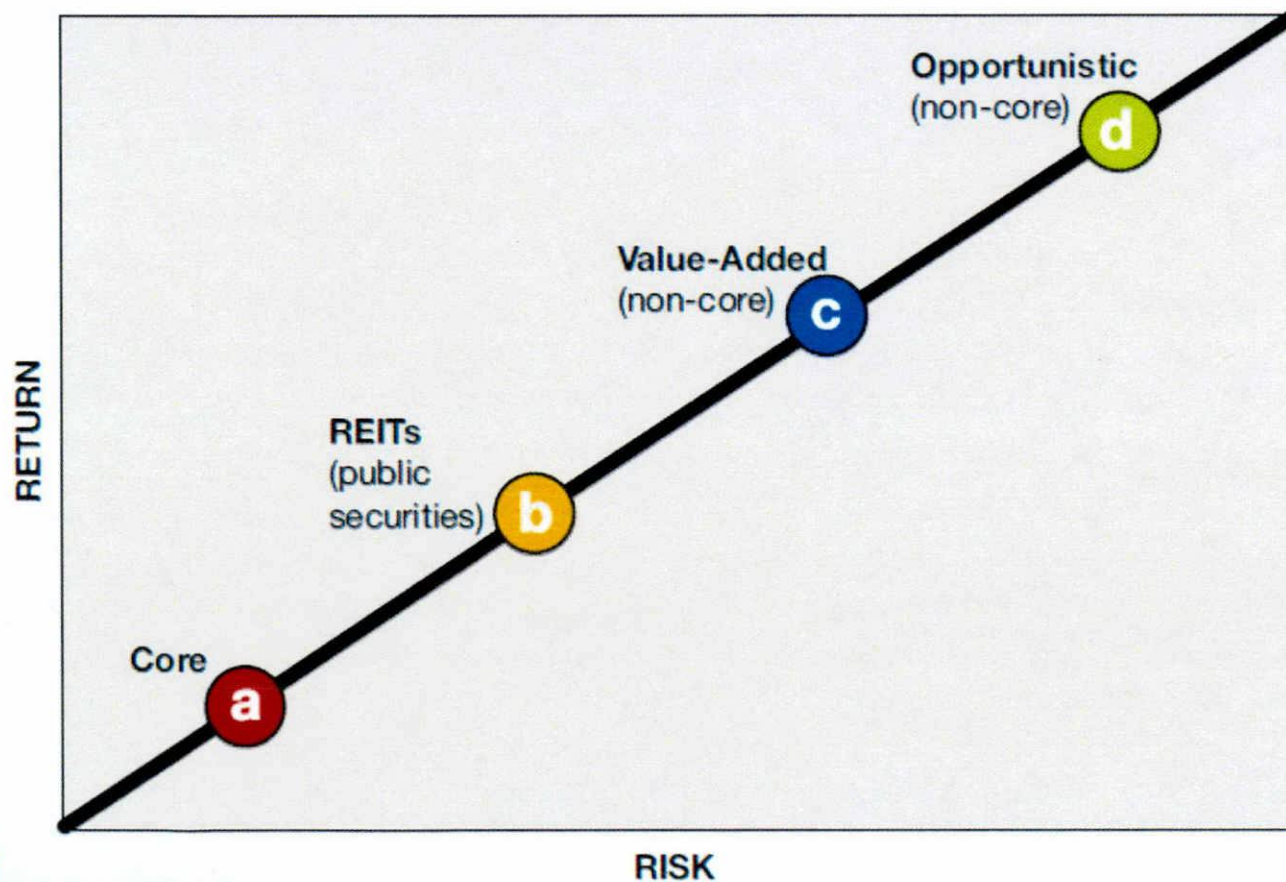 Opportunistic
(non-core)
d
Value-Added
(non-core)
c
REITs
(public
securities)
b
Core
a
RETURN
RISK